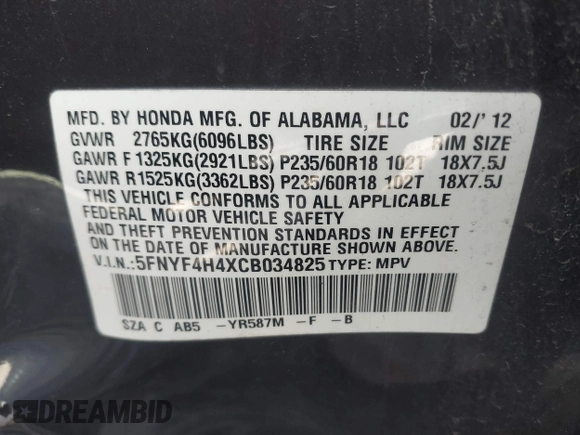 MFD. BY HONDA MFG. OF ALABAMA, LLC 02/' 12
GVWR 2765KG(6096LBS) TIRE SIZE RIM SIZE
GAWR F 1325KG(2921LBS) P235/60R18 102T 18X7.5J
GAWR R 1525KG(3362LBS) P235/60R18 102T 18X7.5J
THIS VEHICLE CONFORMS TO ALL APPLICABLE
FEDERAL MOTOR VEHICLE SAFETY
AND THEFT PREVENTION STANDARDS IN EFFECT
ON THE DATE OF MANUFACTURE SHOWN ABOVE.
V.I.N.:5FNYF4H4XCB034825 TYPE: MPV
SZA C AB5 -YR587M -F -B
DREAMBID